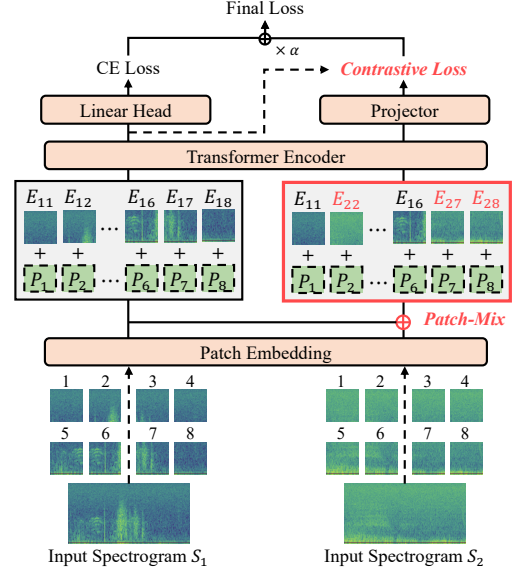 Final Loss
× α
CE Loss
Contrastive Loss
Linear Head
Projector
Transformer Encoder
E₁₁ E₁₂ E₁₆ E₁₇ E₁₈
... 
+ + + + +
P₁ P₂ ... P₆ P₇ P₈
E₁₁ E₂₂ E₁₆ E₂₇ E₂₈
...
+ + + + +
P₁ P₂ ... P₆ P₇ P₈
Patch-Mix
Patch Embedding
1 2 3 4
5 6 7 8
1 2 3 4
5 6 7 8
Input Spectrogram S₁
Input Spectrogram S₂